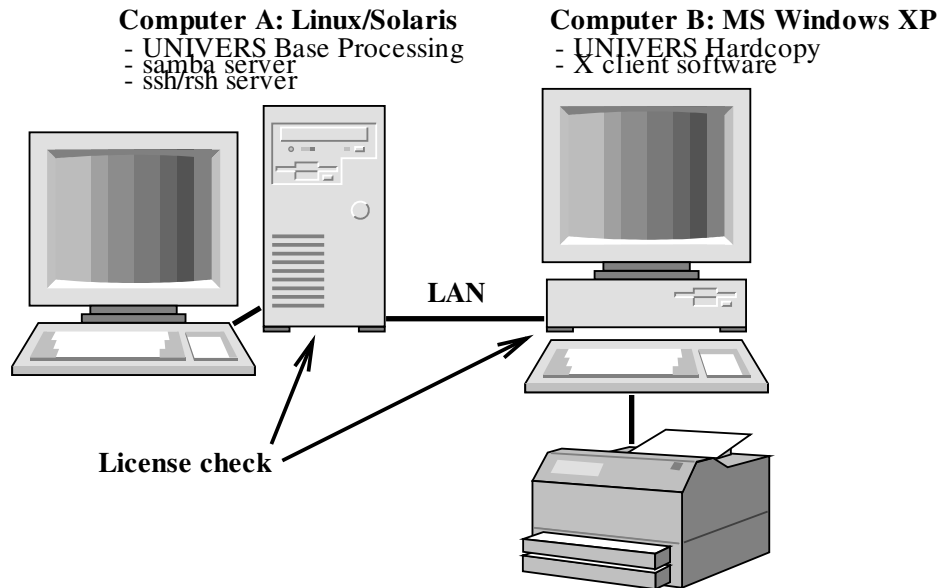 Computer A: Linux/Solaris
- UNIVERS Base Processing
- samba server
- ssh/rsh server
Computer B: MS Windows XP
- UNIVERS Hardcopy
- X client software
LAN
License check